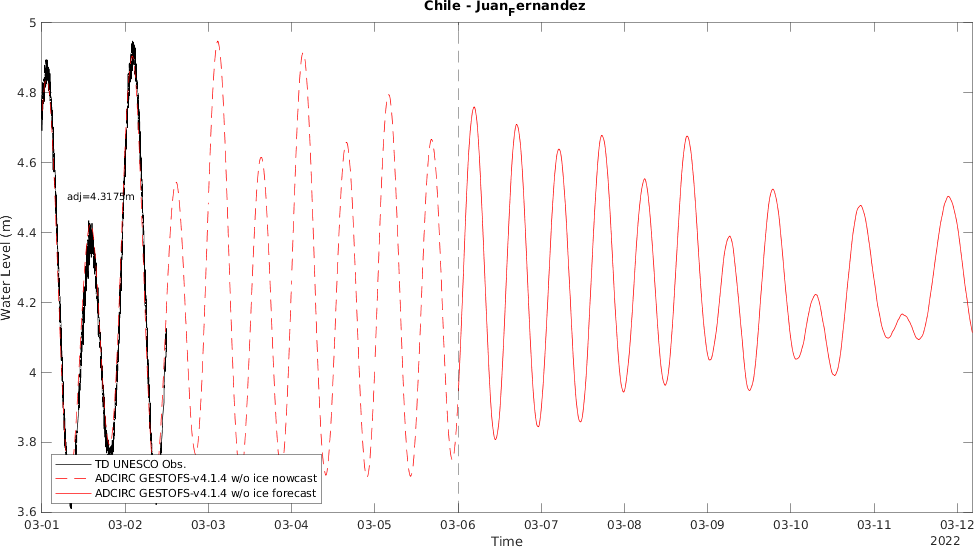 Chile - Juan_Fernandez
5
4.8
4.6
4.4
4.2
4
3.8
3.6
Water Level (m)
adj=4.3175m
TD UNESCO Obs.
ADCIRC GESTOFS-v4.1.4 w/o ice nowcast
ADCIRC GESTOFS-v4.1.4 w/o ice forecast
03-01 03-02 03-03 03-04 03-05 03-06 03-07 03-08 03-09 03-10 03-11 03-12
Time
2022